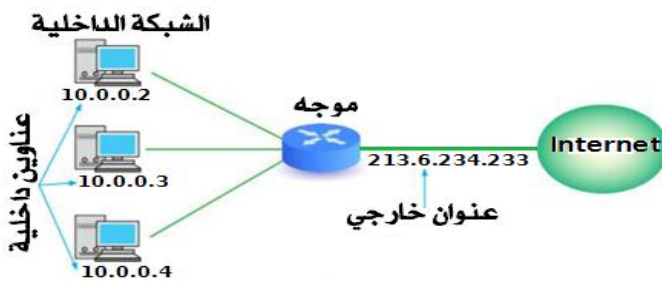 الشبكة الداخلية
10.0.0.2
موجه
عناوين داخلية
10.0.0.3
213.6.234.233
Internet
عنوان خارجي
10.0.0.4